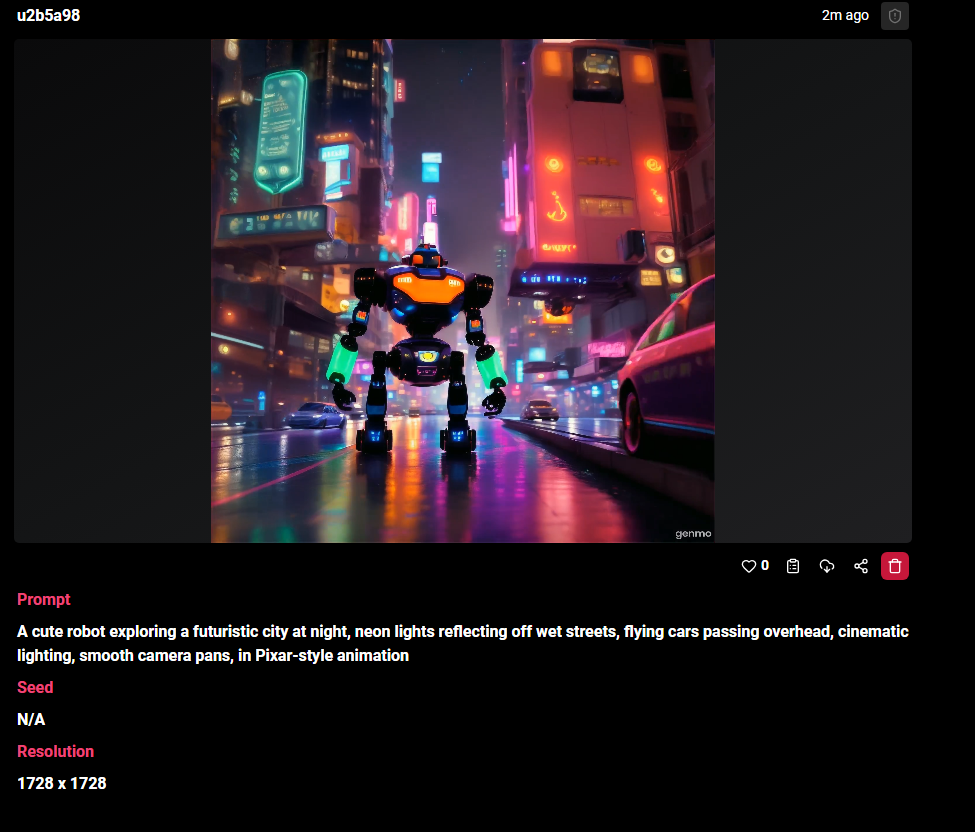 u2b5a98
2m ago
genmo
0
Prompt
A cute robot exploring a futuristic city at night, neon lights reflecting off wet streets, flying cars passing overhead, cinematic
lighting, smooth camera pans, in Pixar-style animation
Seed
N/A
Resolution
1728 x 1728